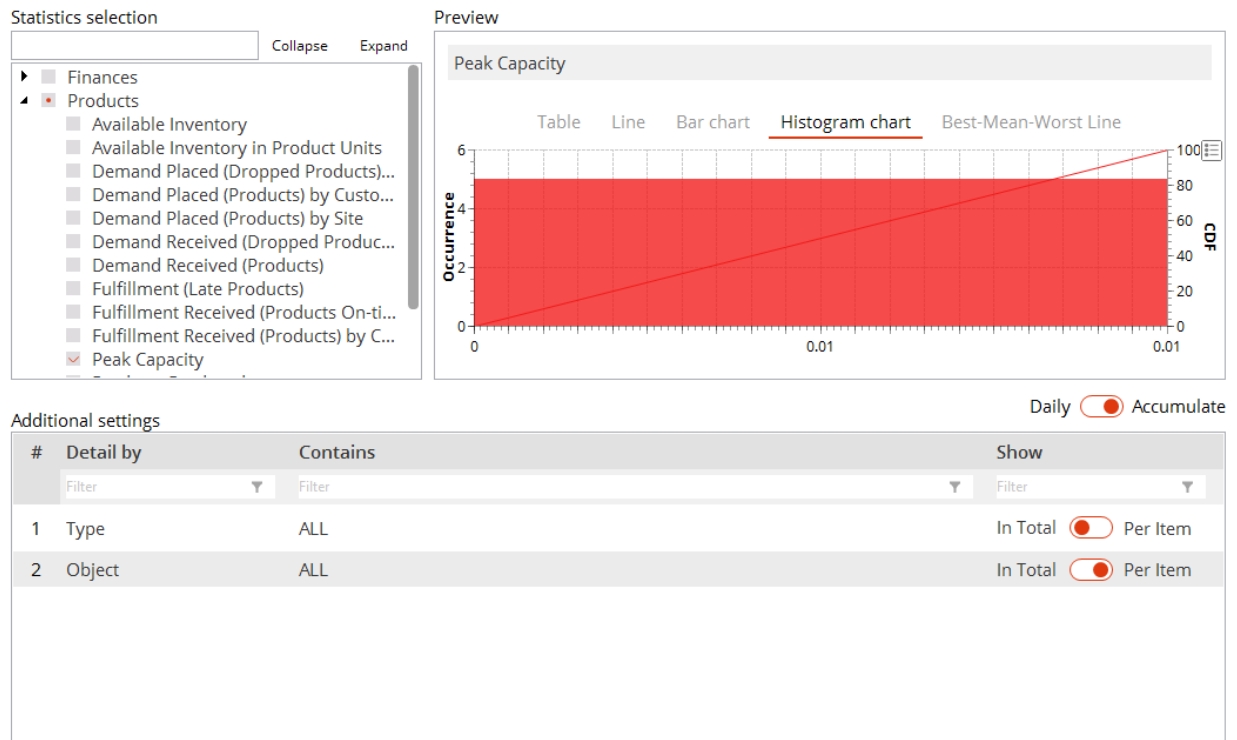 Statistics selection
Collapse Expand
Finances
Products
Available Inventory
Available Inventory in Product Units
Demand Placed (Dropped Products)...
Demand Placed (Products) by Custo...
Demand Placed (Products) by Site
Demand Received (Dropped Produc...
Demand Received (Products)
Fulfillment (Late Products)
Fulfillment Received (Products On-ti...
Fulfillment Received (Products) by C...
Peak Capacity
Preview
Peak Capacity
Table Line Bar chart Histogram chart Best-Mean-Worst Line
6
4
2
0
Occurrence
0 0.01 0.01
100
80
60
40
20
0
CDF
Daily Accumulate
Additional settings
# Detail by Contains Show
Filter Filter Filter
1 Type ALL In Total Per Item
2 Object ALL In Total Per Item